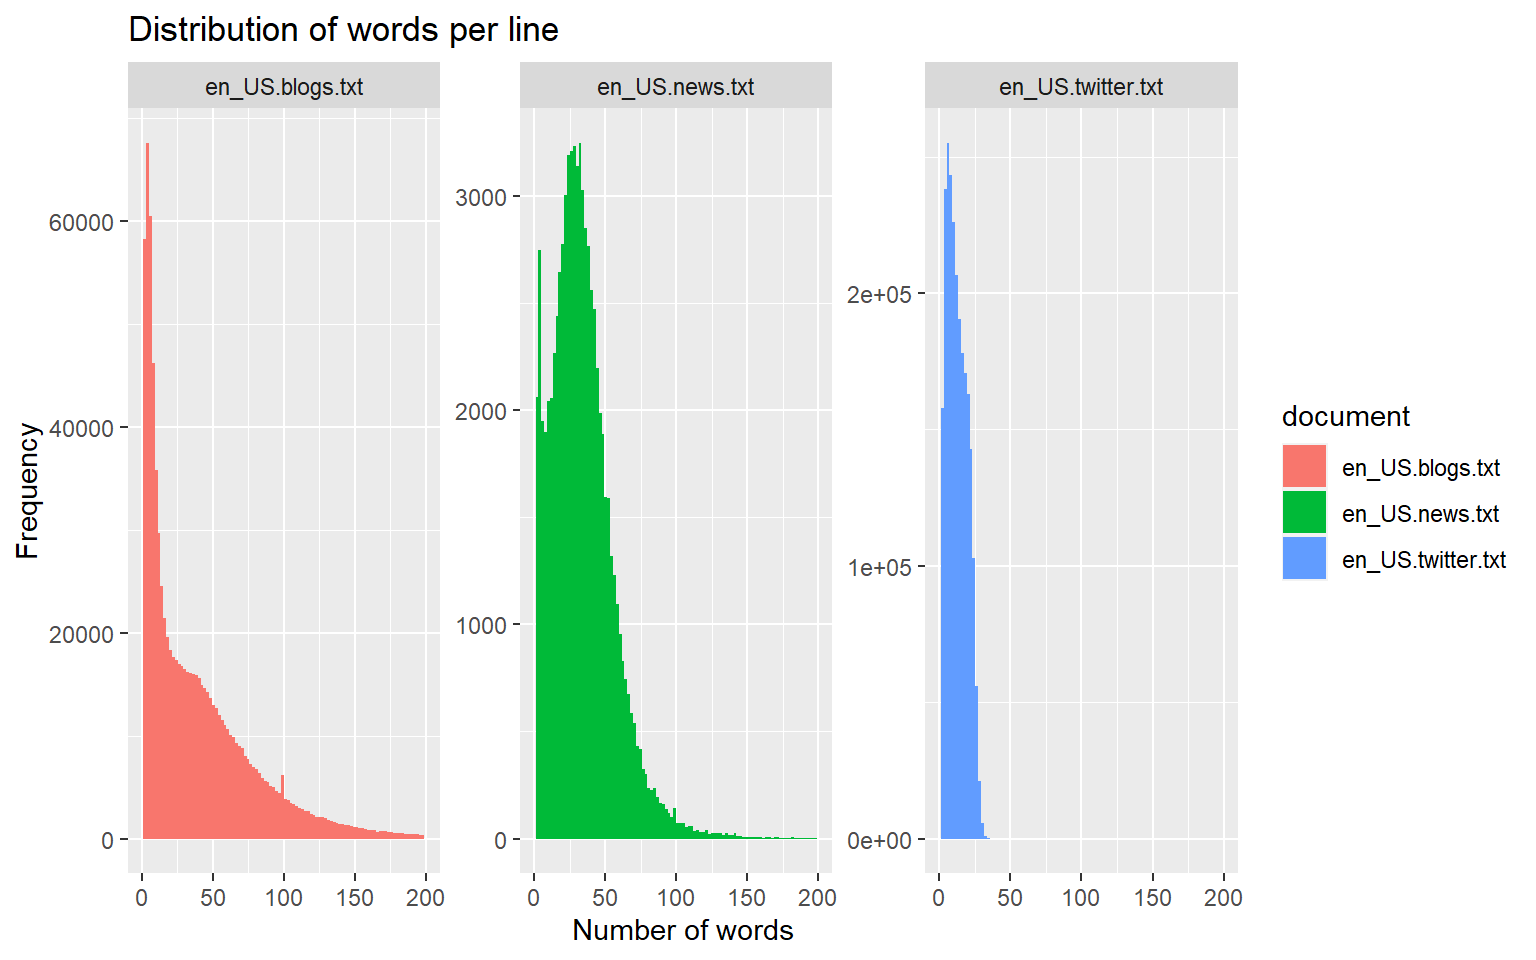 Distribution of words per line
en_US.blogs.txt
en_US.news.txt
en_US.twitter.txt
Frequency
60000
40000
20000
0
3000
2000
1000
0
2e+05
1e+05
0e+00
0 50 100 150 200
0 50 100 150 200
0 50 100 150 200
Number of words
document
en_US.blogs.txt
en_US.news.txt
en_US.twitter.txt